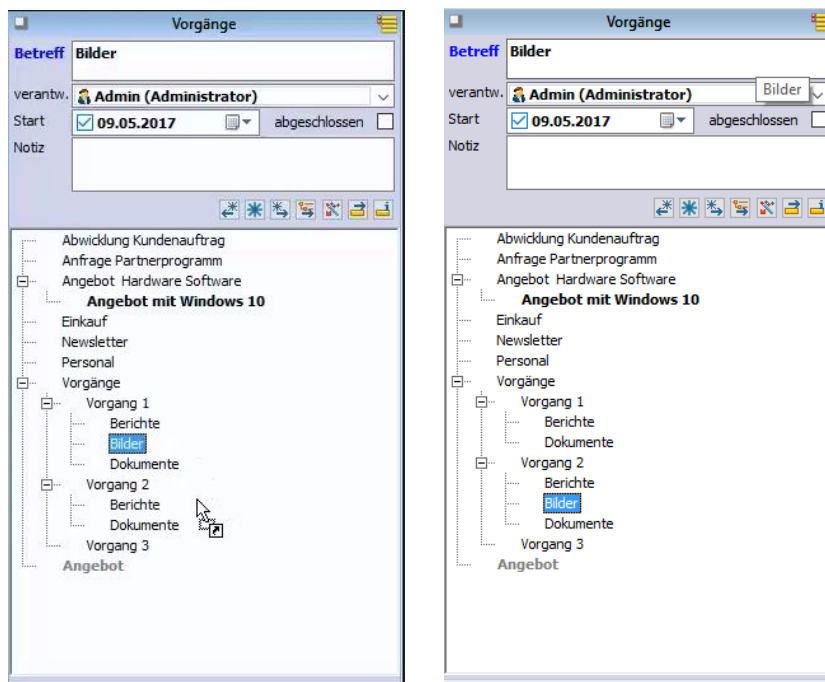 Vorgänge
Betreff Bilder
verantw. Admin (Administrator)
Start 09.05.2017 abgeschlossen
Notiz
Abwicklung Kundenauftrag
Anfrage Partnerprogramm
Angebot Hardware Software
Angebot mit Windows 10
Einkauf
Newsletter
Personal
Vorgänge
Vorgang 1
Berichte
Bilder
Dokumente
Vorgang 2
Berichte
Dokumente
Vorgang 3
Angebot
Vorgänge
Betreff Bilder
verantw. Admin (Administrator) Bilder
Start 09.05.2017 abgeschlossen
Notiz
Abwicklung Kundenauftrag
Anfrage Partnerprogramm
Angebot Hardware Software
Angebot mit Windows 10
Einkauf
Newsletter
Personal
Vorgänge
Vorgang 1
Berichte
Dokumente
Vorgang 2
Berichte
Bilder
Dokumente
Vorgang 3
Angebot